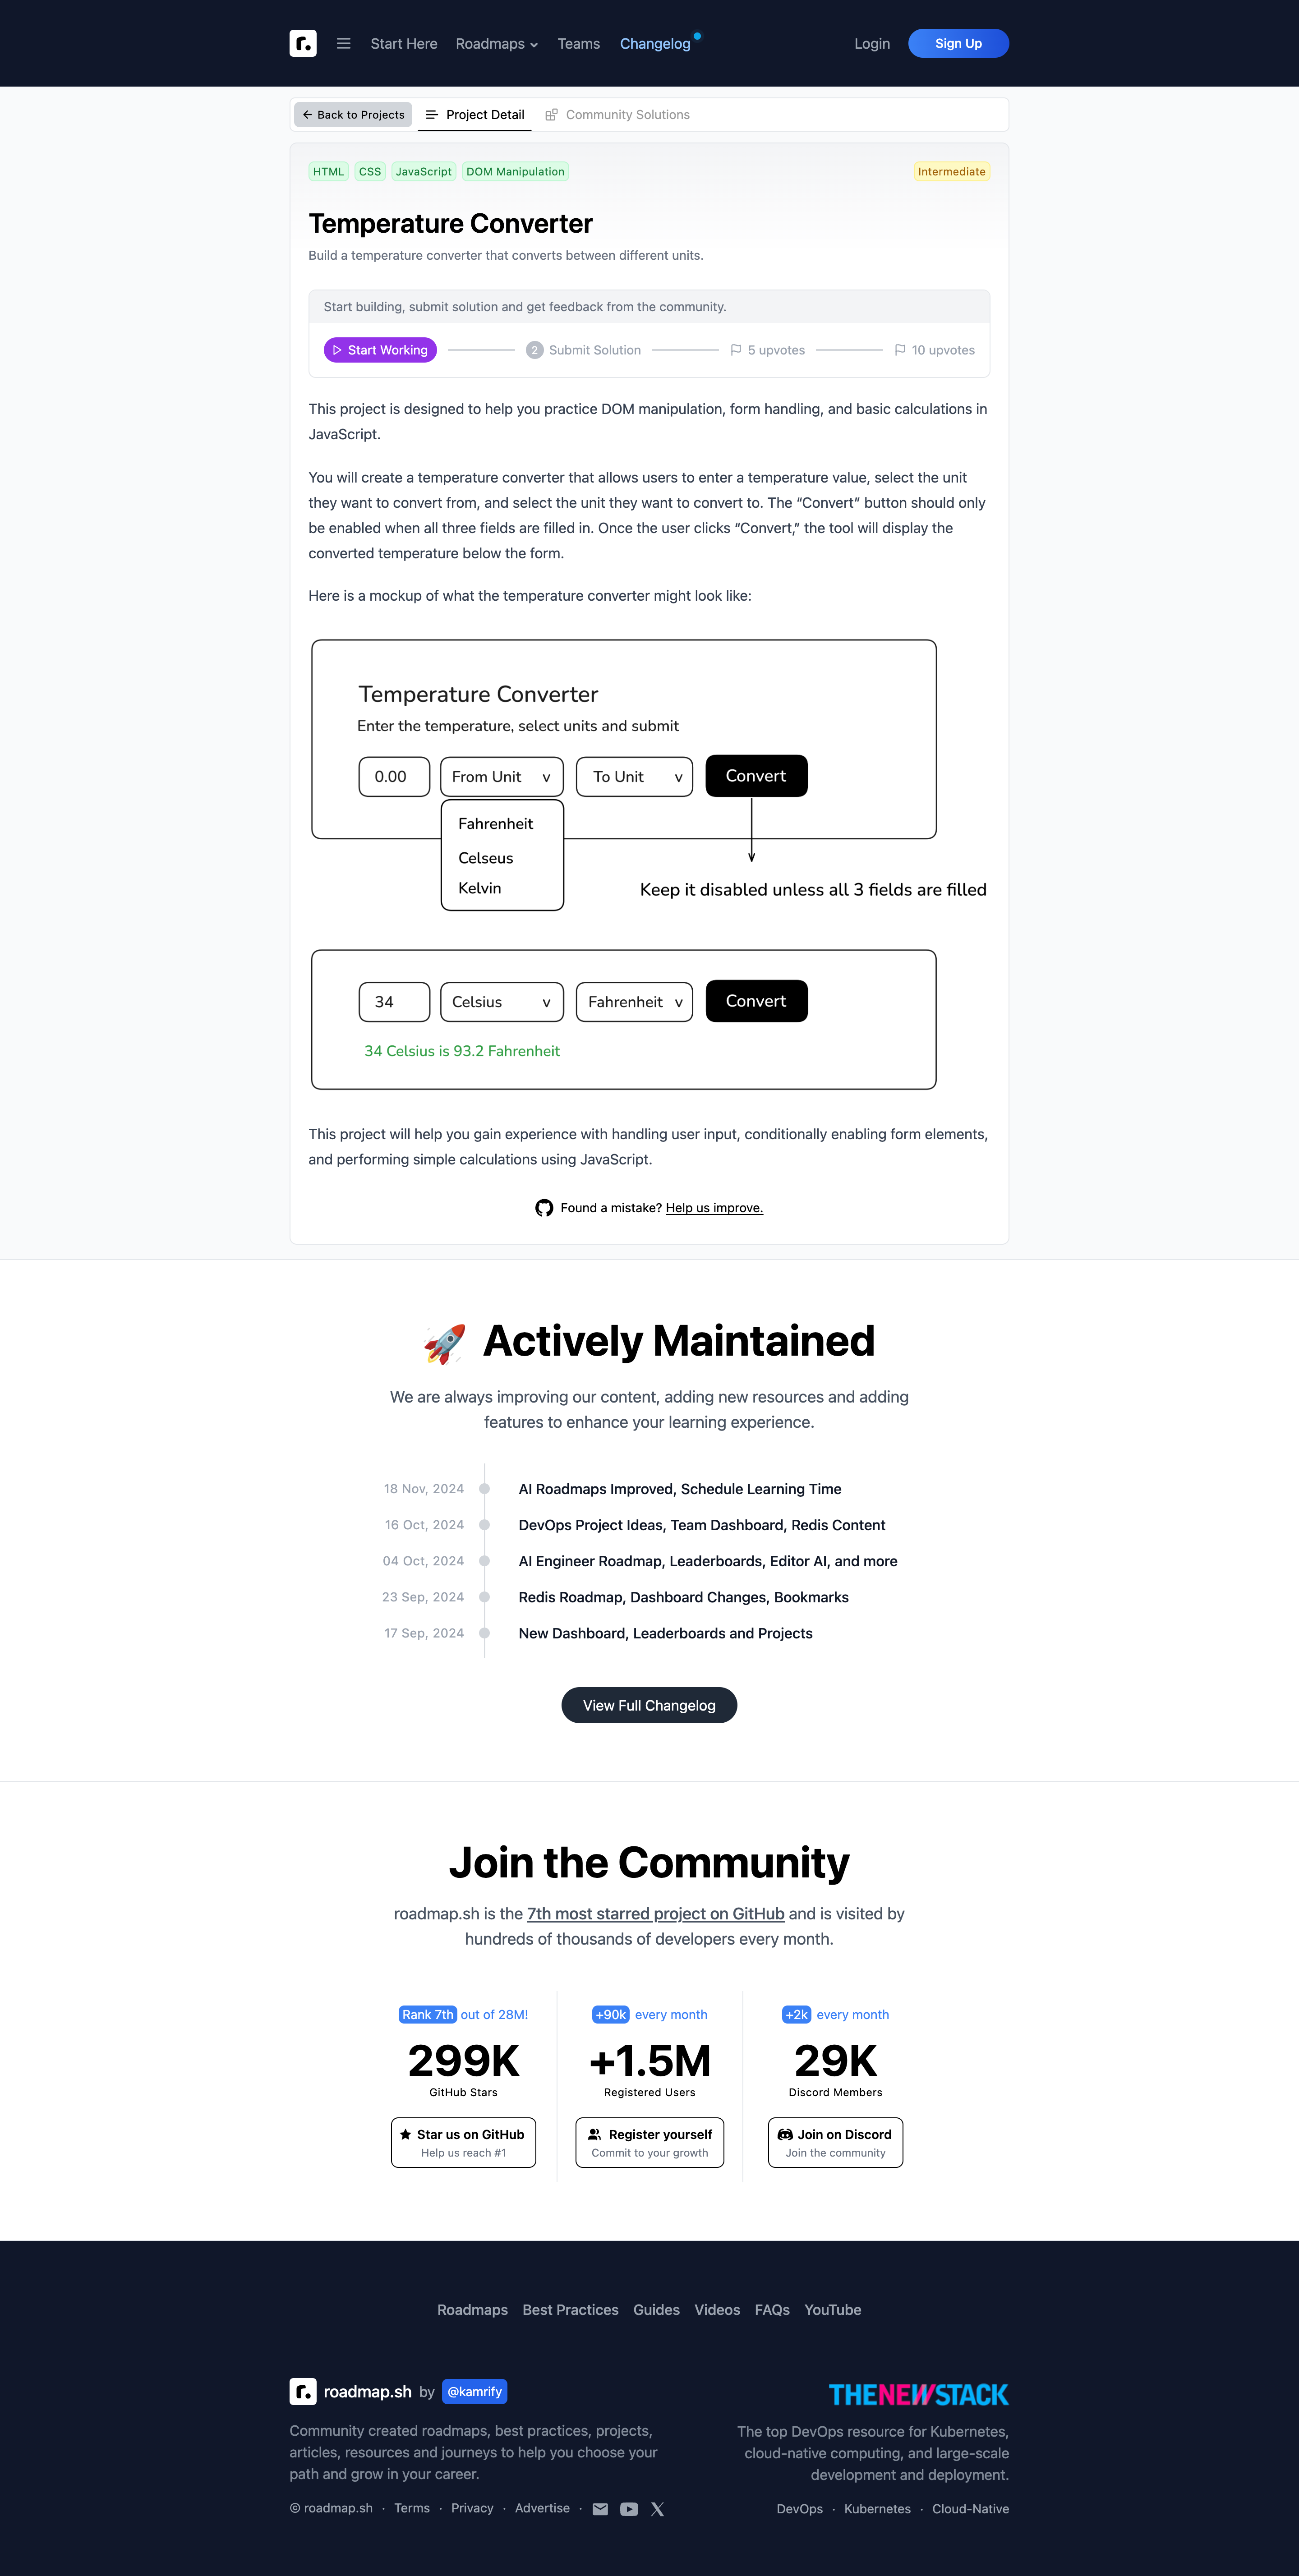 Start Here
Roadmaps
Teams
Changelog
Login
Sign Up
Back to Projects
Project Detail
Community Solutions
HTML
CSS
JavaScript
DOM Manipulation
Intermediate
Temperature Converter
Build a temperature converter that converts between different units.
Start building, submit solution and get feedback from the community.
Start Working
2
Submit Solution
5 upvotes
10 upvotes
This project is designed to help you practice DOM manipulation, form handling, and basic calculations in
JavaScript.
You will create a temperature converter that allows users to enter a temperature value, select the unit
they want to convert from, and select the unit they want to convert to. The “Convert” button should only
be enabled when all three fields are filled in. Once the user clicks “Convert,” the tool will display the
converted temperature below the form.
Here is a mockup of what the temperature converter might look like:
Temperature Converter
Enter the temperature, select units and submit
0.00
From Unit v
To Unit v
Convert
Fahrenheit
Celseus
Kelvin
Keep it disabled unless all 3 fields are filled
34
Celsius v
Fahrenheit v
Convert
34 Celsius is 93.2 Fahrenheit
This project will help you gain experience with handling user input, conditionally enabling form elements,
and performing simple calculations using JavaScript.
Found a mistake? Help us improve.
🚀 Actively Maintained
We are always improving our content, adding new resources and adding
features to enhance your learning experience.
18 Nov, 2024
AI Roadmaps Improved, Schedule Learning Time
16 Oct, 2024
DevOps Project Ideas, Team Dashboard, Redis Content
04 Oct, 2024
AI Engineer Roadmap, Leaderboards, Editor AI, and more
23 Sep, 2024
Redis Roadmap, Dashboard Changes, Bookmarks
17 Sep, 2024
New Dashboard, Leaderboards and Projects
View Full Changelog
Join the Community
roadmap.sh is the 7th most starred project on GitHub and is visited by
hundreds of thousands of developers every month.
Rank 7th out of 28M!
299K
GitHub Stars
Star us on GitHub
Help us reach #1
+90k every month
+1.5M
Registered Users
Register yourself
Commit to your growth
+2k every month
29K
Discord Members
Join on Discord
Join the community
Roadmaps
Best Practices
Guides
Videos
FAQs
YouTube
roadmap.sh by @kamrify
Community created roadmaps, best practices, projects,
articles, resources and journeys to help you choose your
path and grow in your career.
© roadmap.sh · Terms · Privacy · Advertise ·
THENEWSTACK
The top DevOps resource for Kubernetes,
cloud-native computing, and large-scale
development and deployment.
DevOps · Kubernetes · Cloud-Native